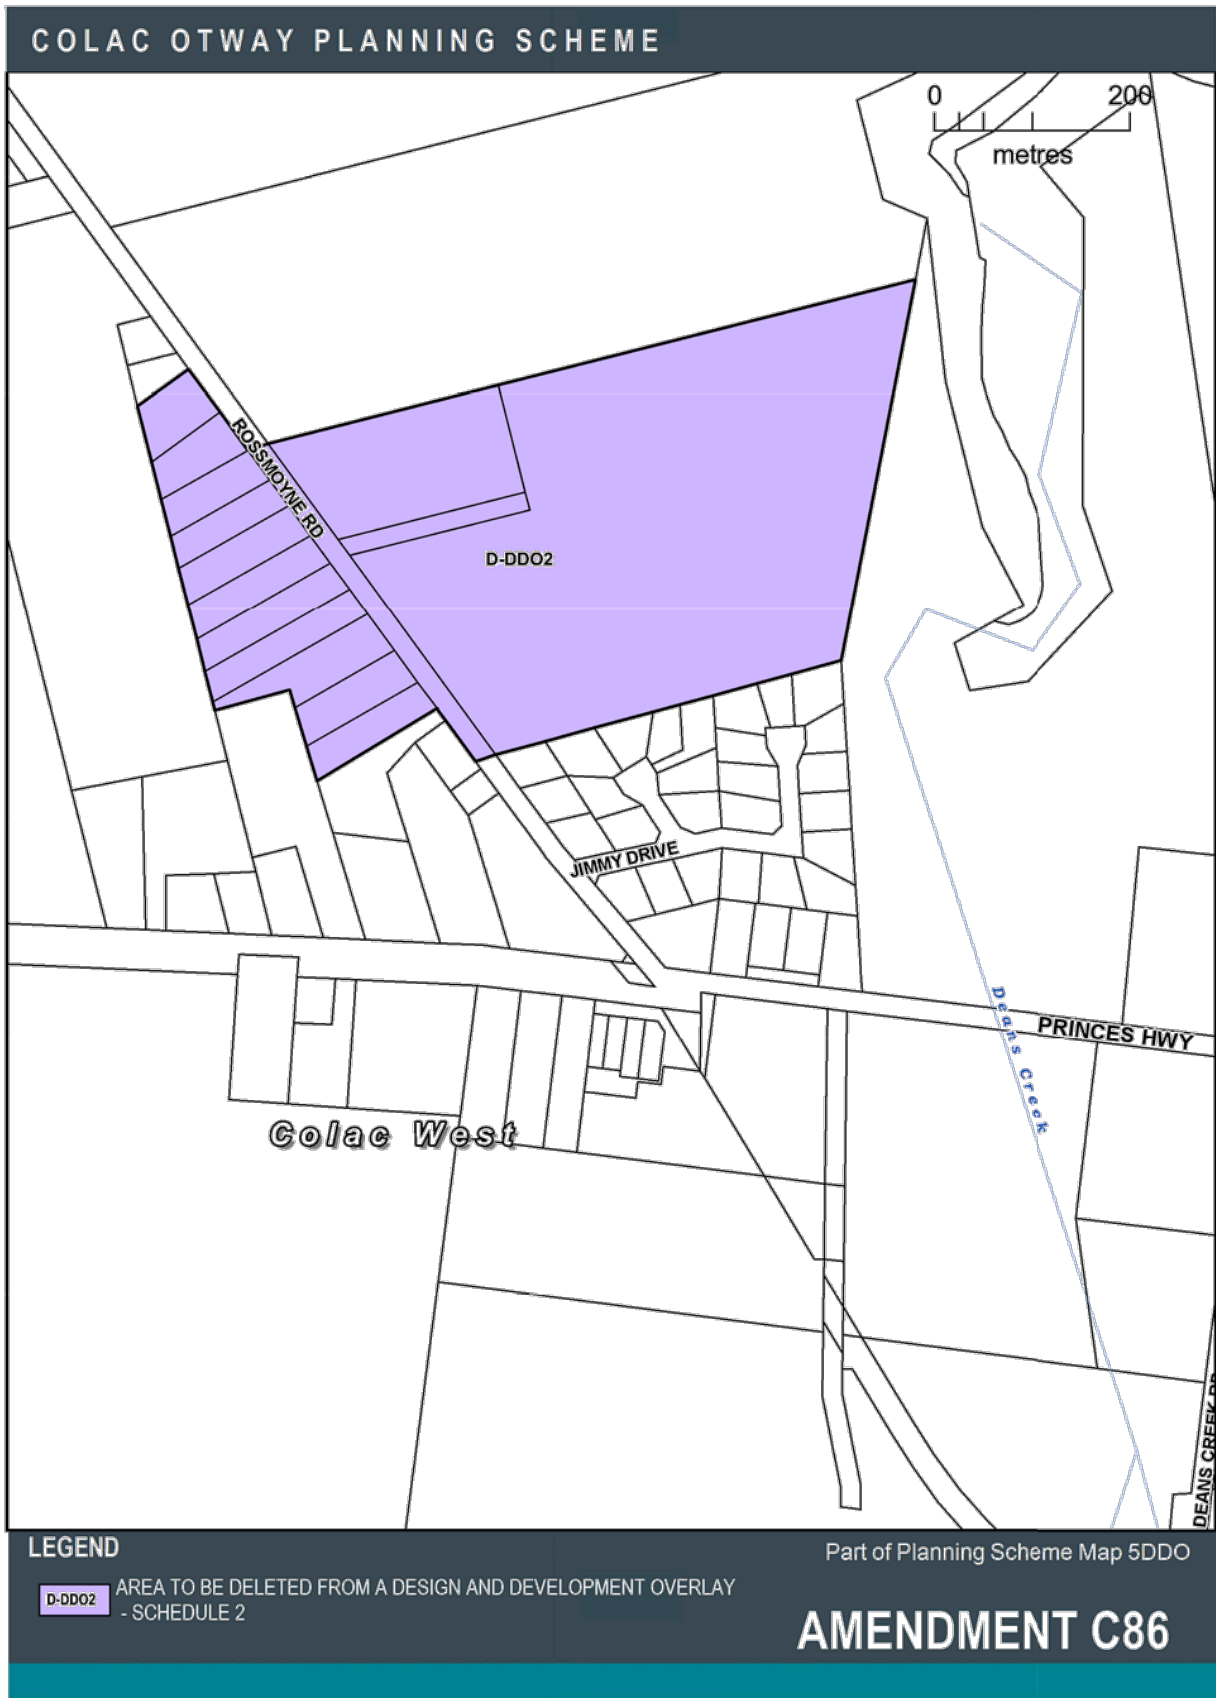 COLAC OTWAY PLANNING SCHEME
0 200
metres
ROSSMOYNE RD
D-DDO2
JIMMY DRIVE
PRINCES HWY
Deans Creek
Colac West
DEANS CREEK RD
LEGEND
Part of Planning Scheme Map 5DDO
D-DDO2 AREA TO BE DELETED FROM A DESIGN AND DEVELOPMENT OVERLAY
- SCHEDULE 2
AMENDMENT C86